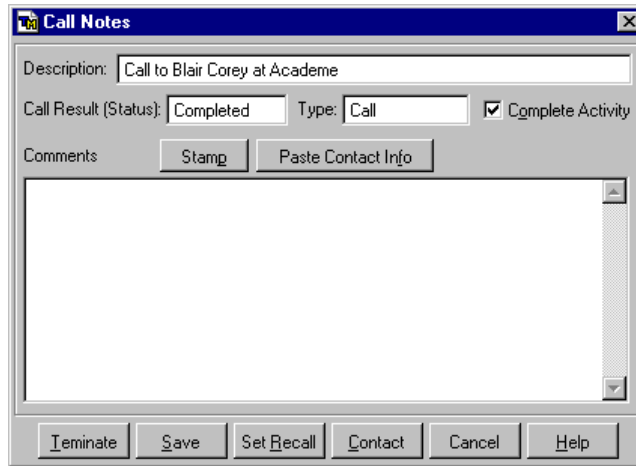 Call Notes
Description: Call to Blair Corey at Academe
Call Result (Status): Completed Type: Call Complete Activity
Comments Stamp Paste Contact Info
Teminate Save Set Recall Contact Cancel Help